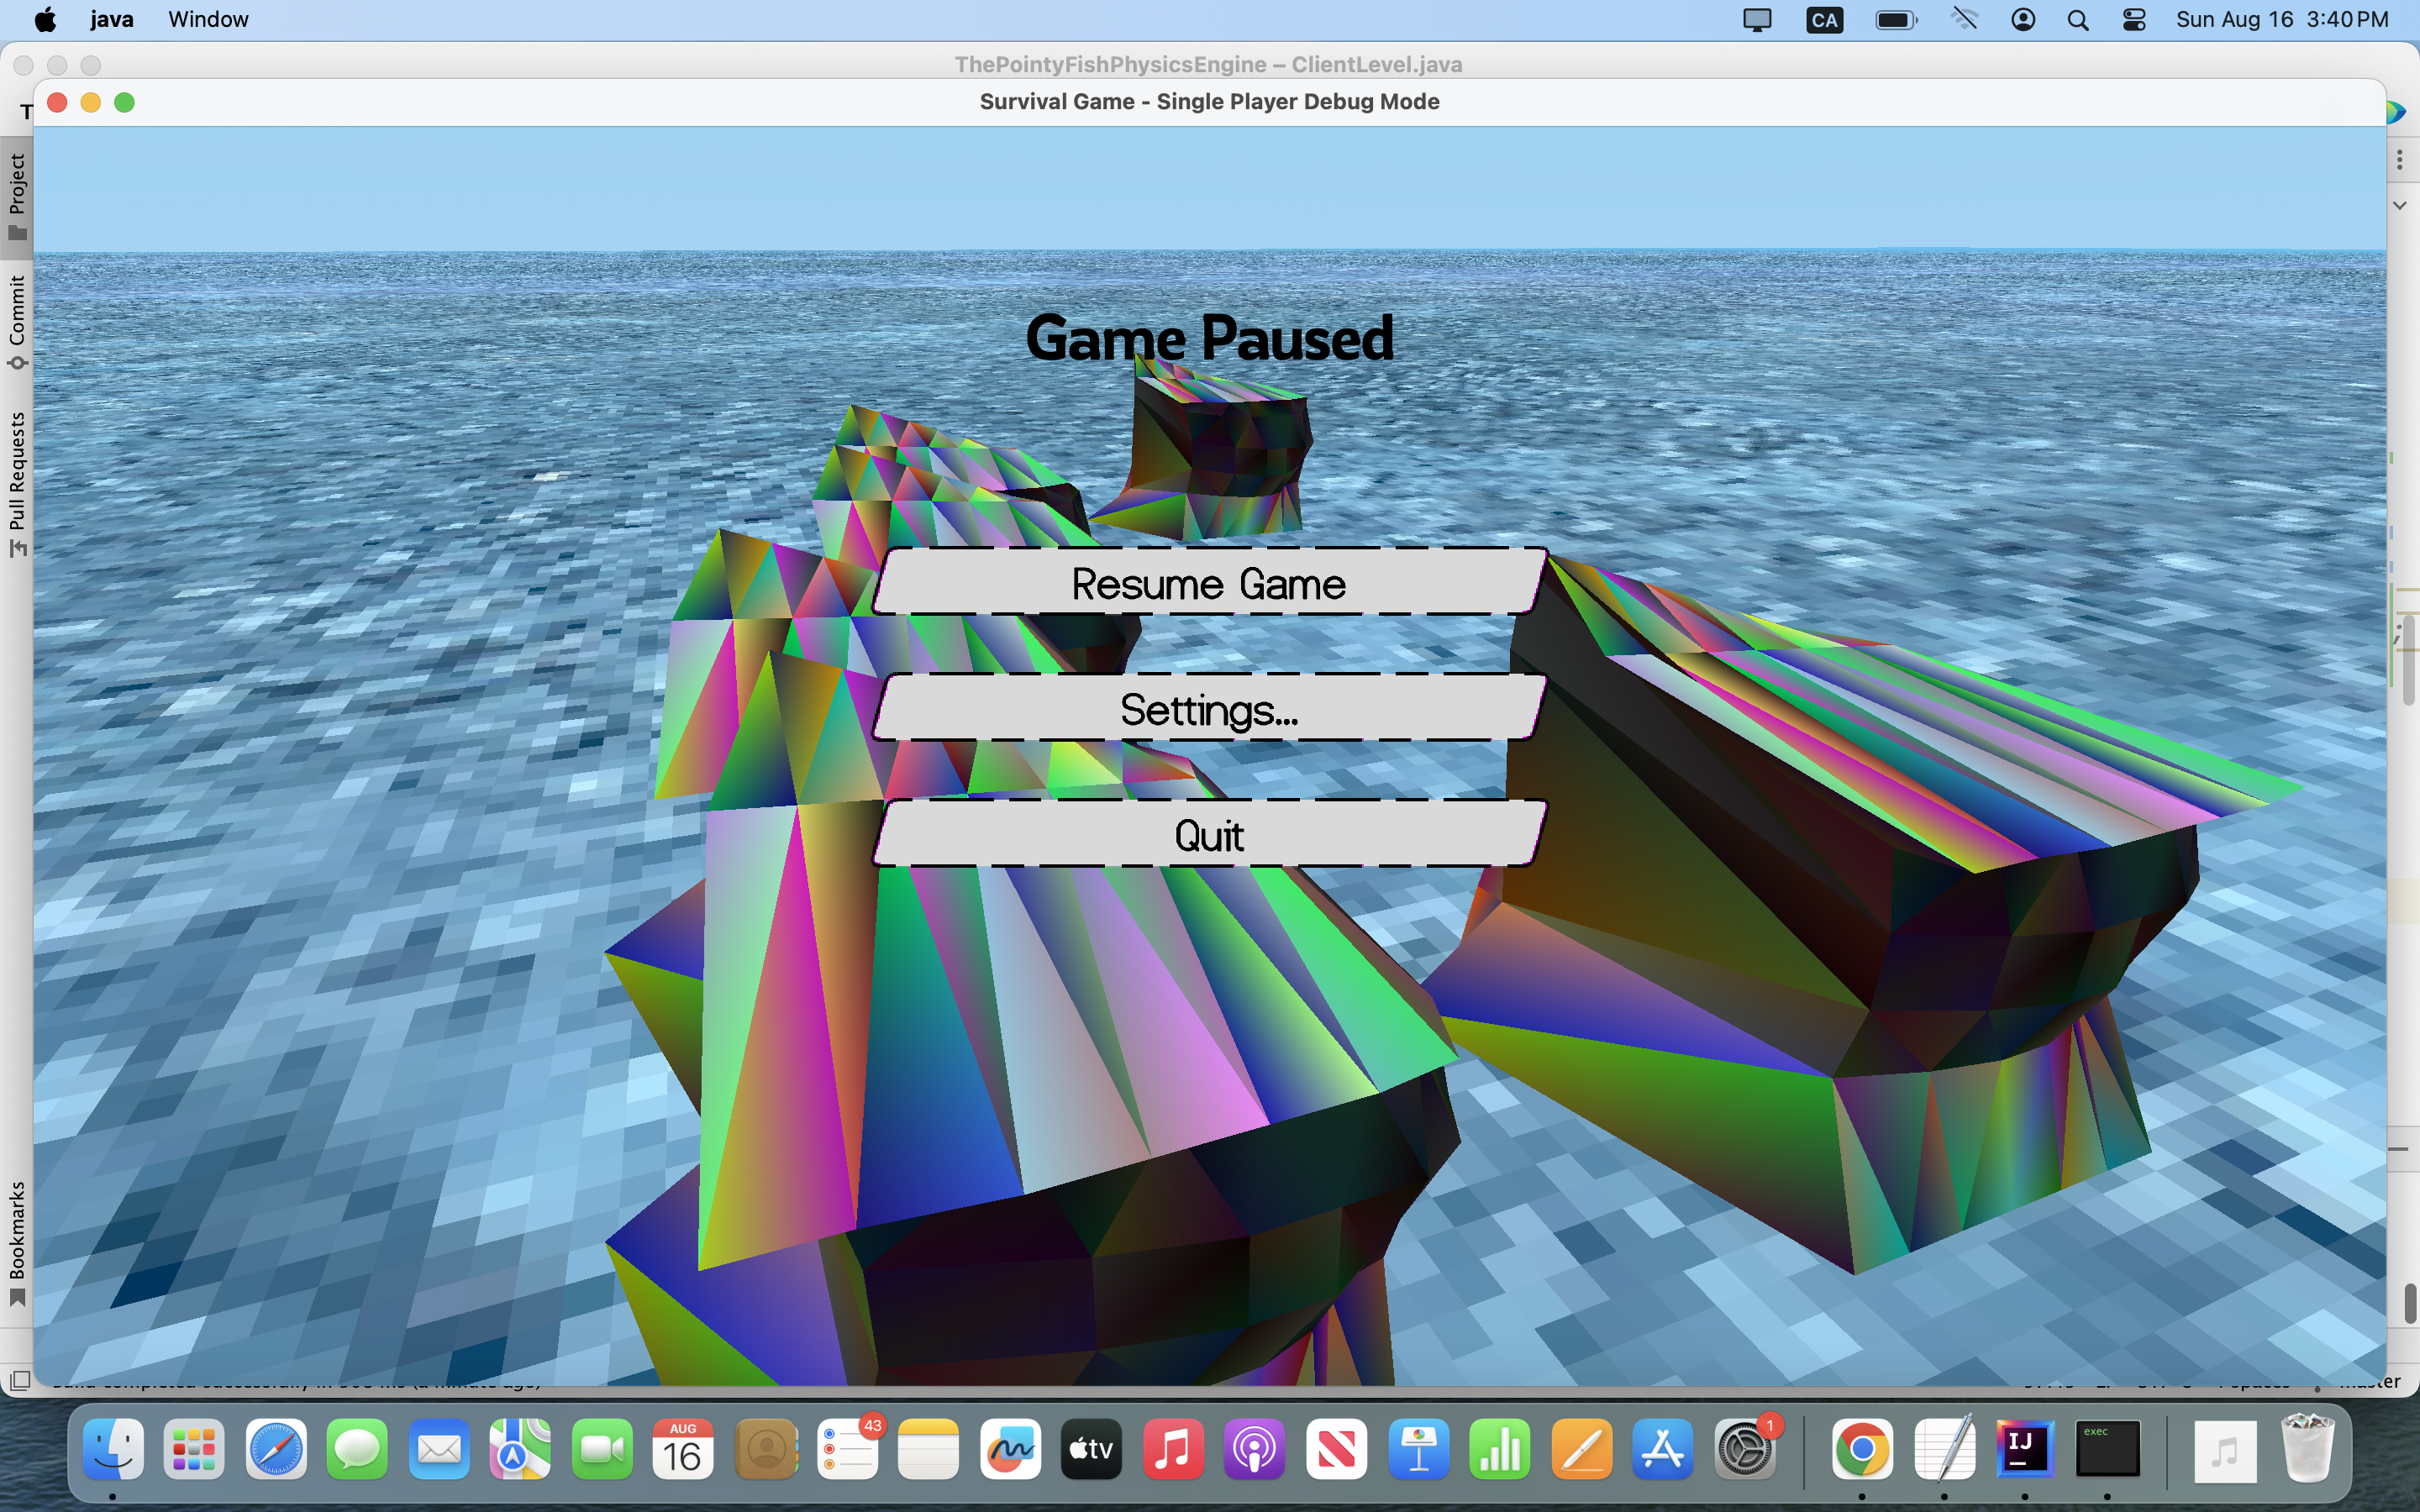 java Window
CA
Sun Aug 16 3:40 PM
ThePointyFishPhysicsEngine – ClientLevel.java
Survival Game - Single Player Debug Mode
Project
Commit
Pull Requests
Bookmarks
Game Paused
Resume Game
Settings...
Quit
master
AUG
16
43
tv
1
IJ
exec